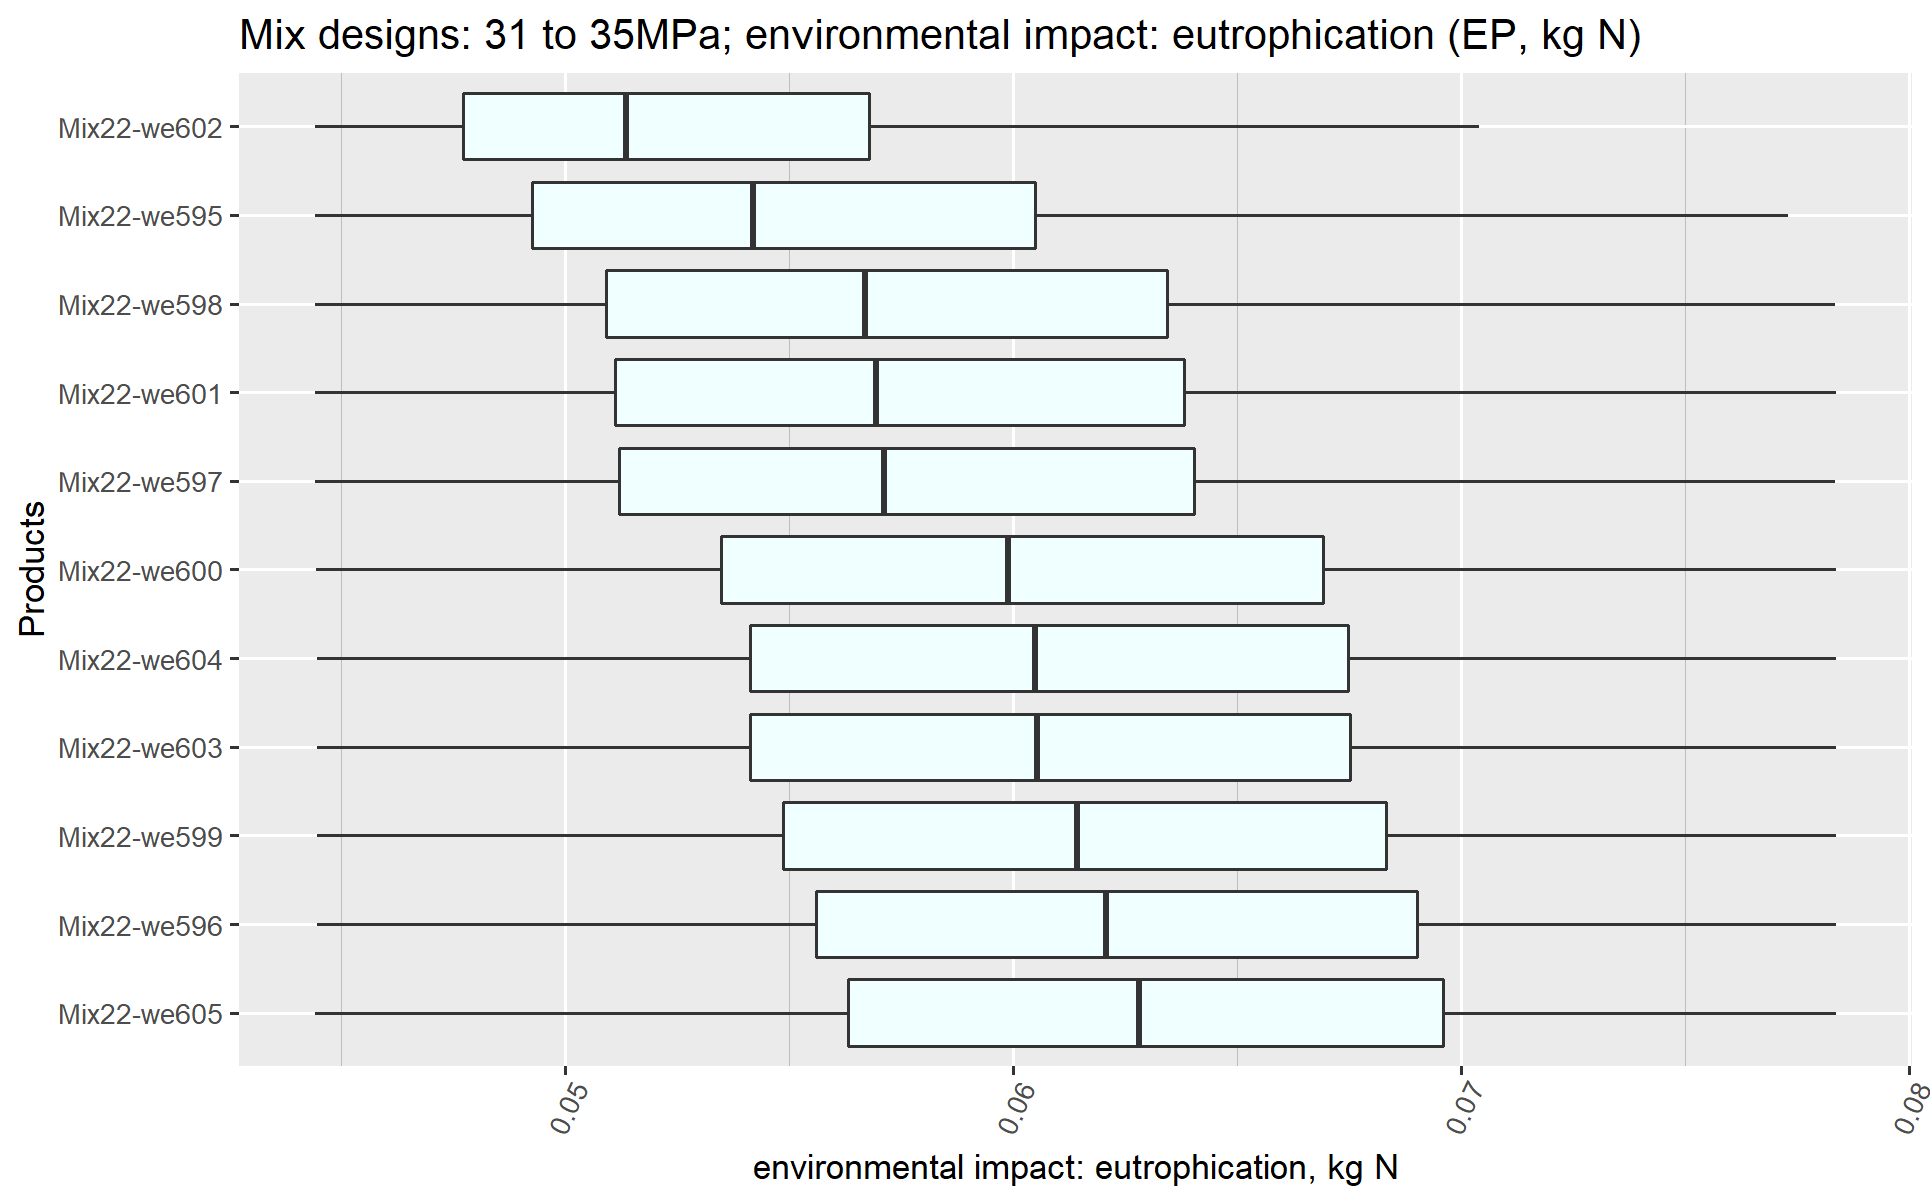 Mix designs: 31 to 35MPa; environmental impact: eutrophication (EP, kg N)
Products
Mix22-we602
Mix22-we595
Mix22-we598
Mix22-we601
Mix22-we597
Mix22-we600
Mix22-we604
Mix22-we603
Mix22-we599
Mix22-we596
Mix22-we605
0.05 0.06 0.07 0.08
environmental impact: eutrophication, kg N